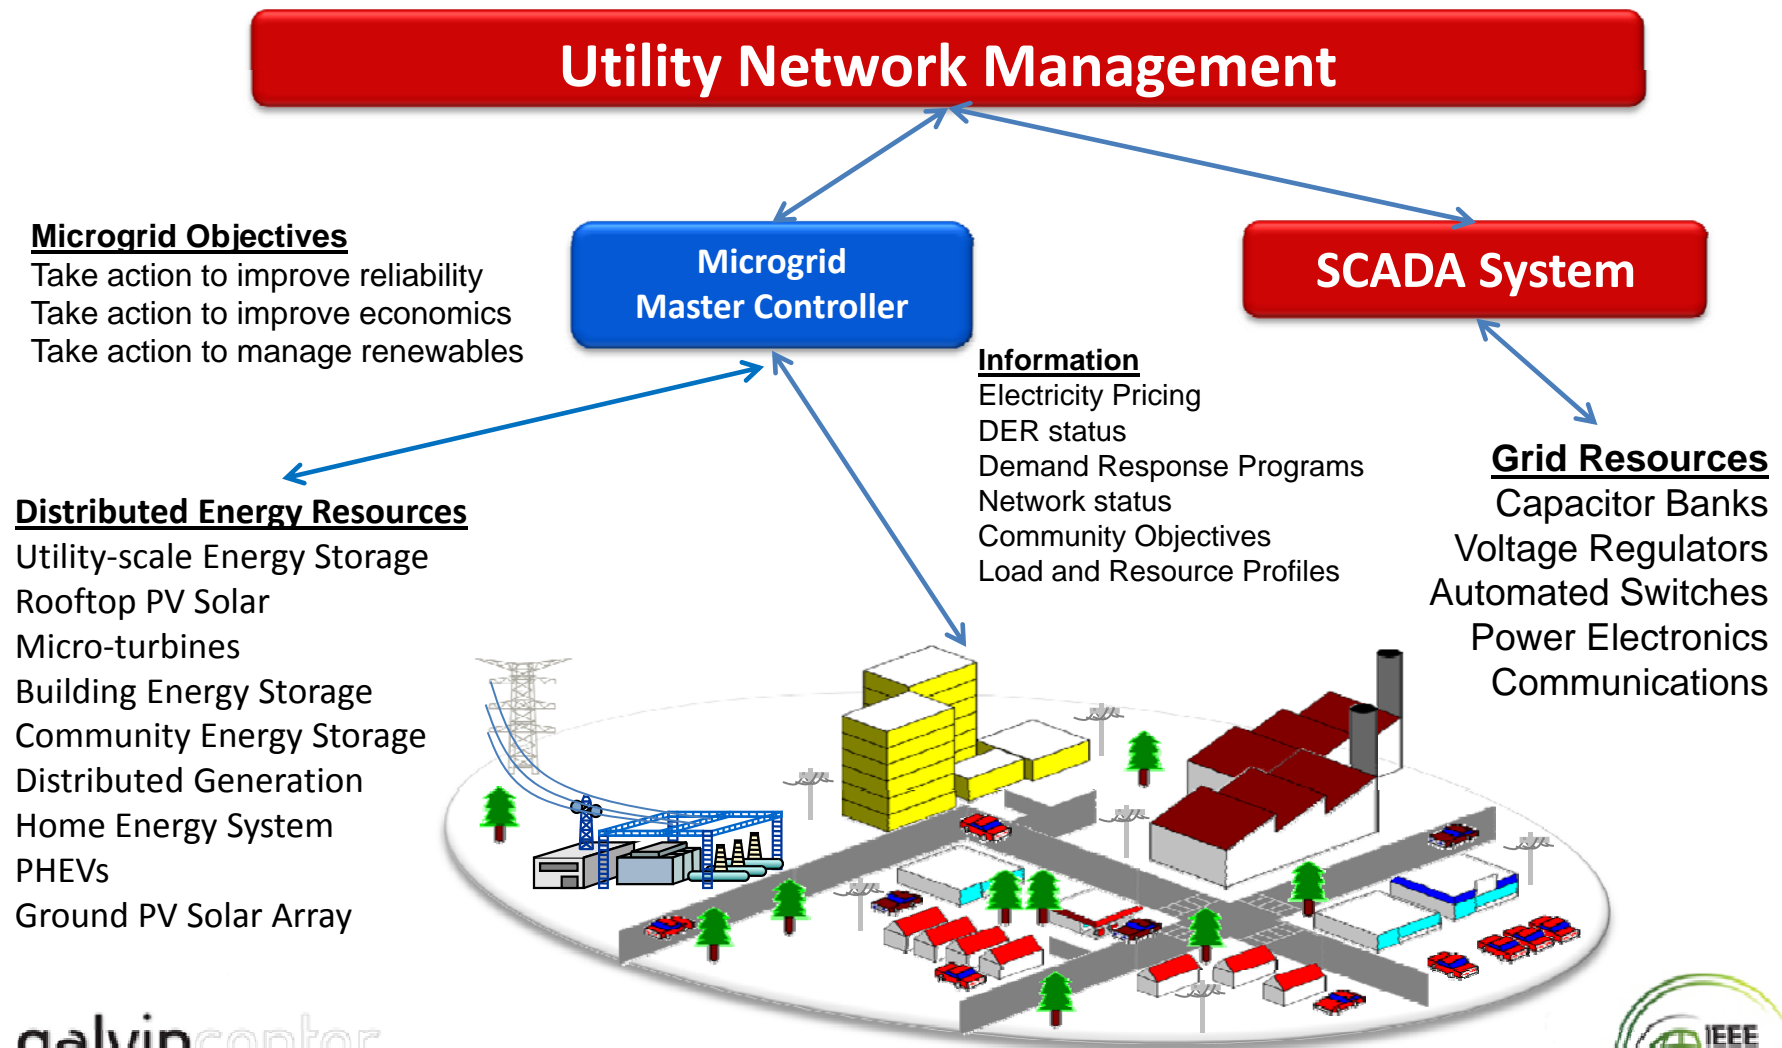 Utility Network Management
Microgrid Objectives
Take action to improve reliability
Take action to improve economics
Take action to manage renewables
Microgrid
Master Controller
SCADA System
Information
Electricity Pricing
DER status
Demand Response Programs
Network status
Community Objectives
Load and Resource Profiles
Grid Resources
Capacitor Banks
Voltage Regulators
Automated Switches
Power Electronics
Communications
Distributed Energy Resources
Utility-scale Energy Storage
Rooftop PV Solar
Micro-turbines
Building Energy Storage
Community Energy Storage
Distributed Generation
Home Energy System
PHEVs
Ground PV Solar Array
galvincenter
IEEE